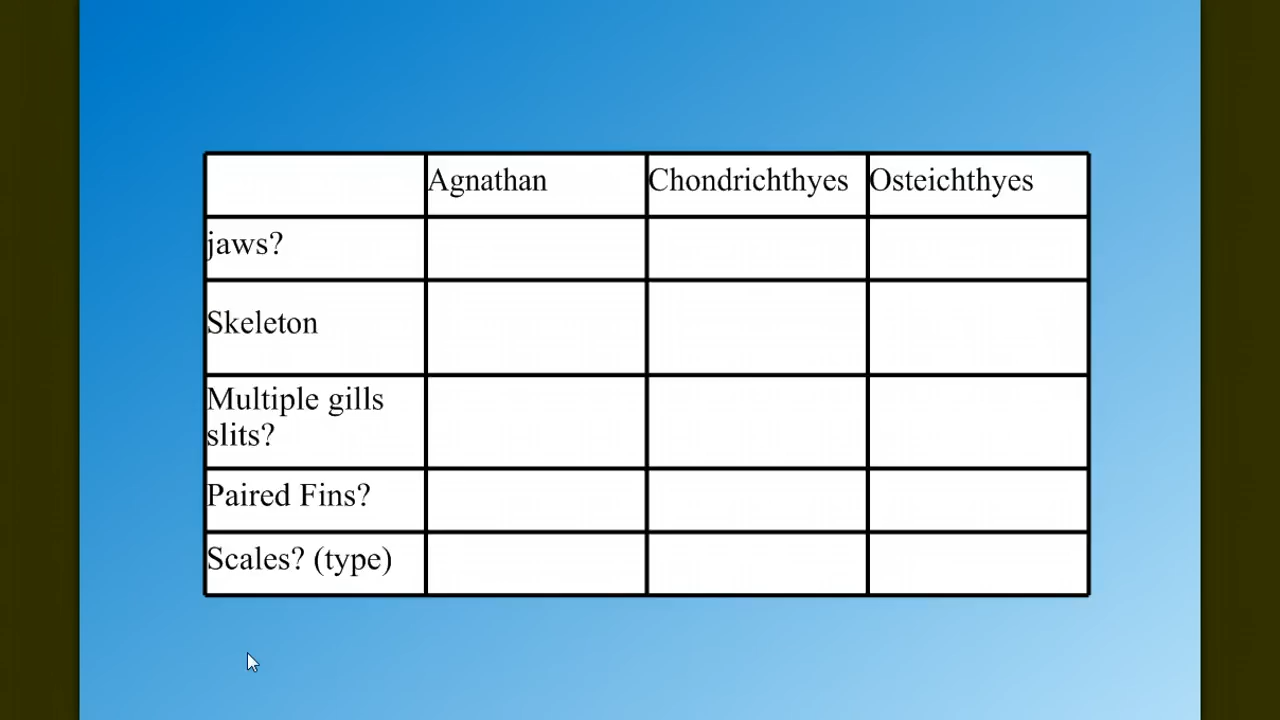 Agnathan Chondrichthyes Osteichthyes
jaws?
Skeleton
Multiple gills
slits?
Paired Fins?
Scales? (type)